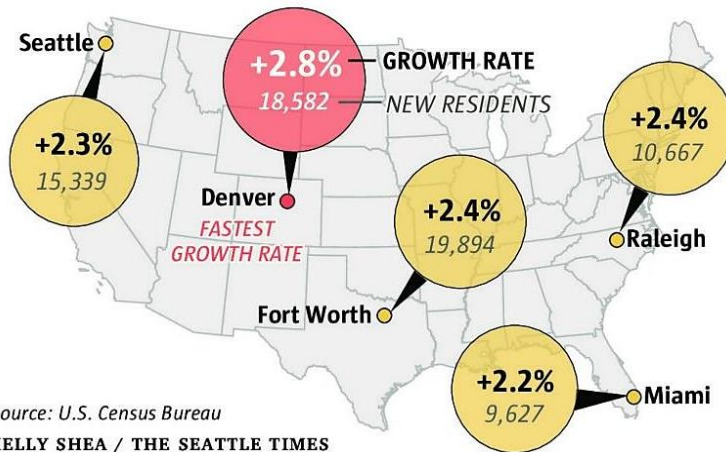 Seattle
+2.8%
GROWTH RATE
18,582
NEW RESIDENTS
+2.3%
15,339
+2.4%
10,667
Denver
FASTEST
GROWTH RATE
+2.4%
19,894
Raleigh
Fort Worth
+2.2%
9,627
Miami
ource: U.S. Census Bureau
ELLY SHEA / THE SEATTLE TIMES